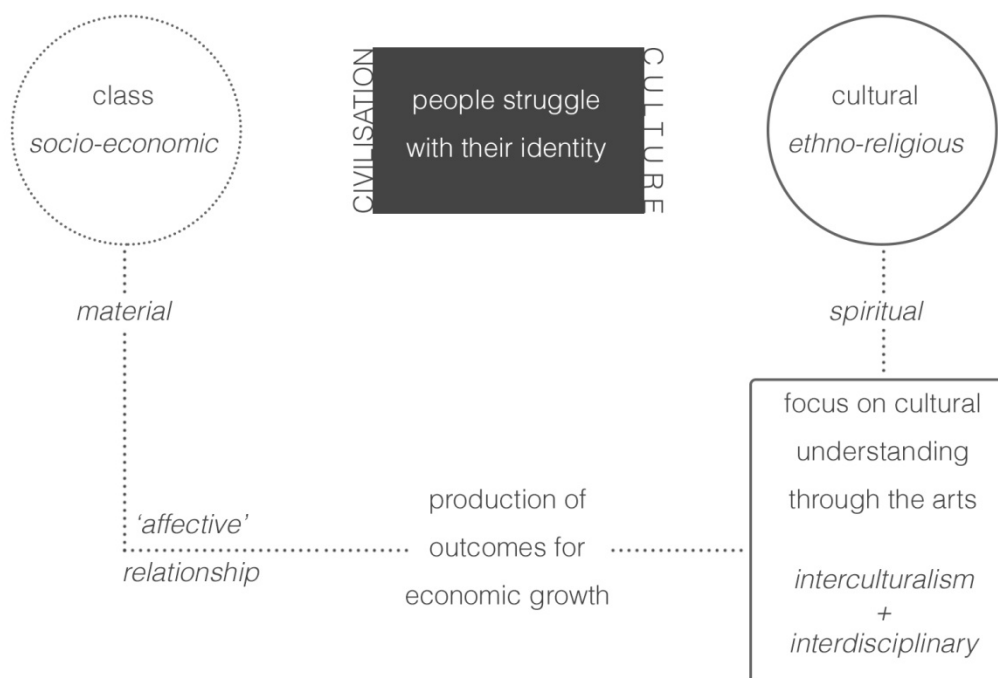 class
socio-economic
CIVILISATION
people struggle
with their identity
CULTURE
cultural
ethno-religious
material
spiritual
focus on cultural
understanding
through the arts
interculturalism
+
interdisciplinary
'affective'
relationship
production of
outcomes for
economic growth